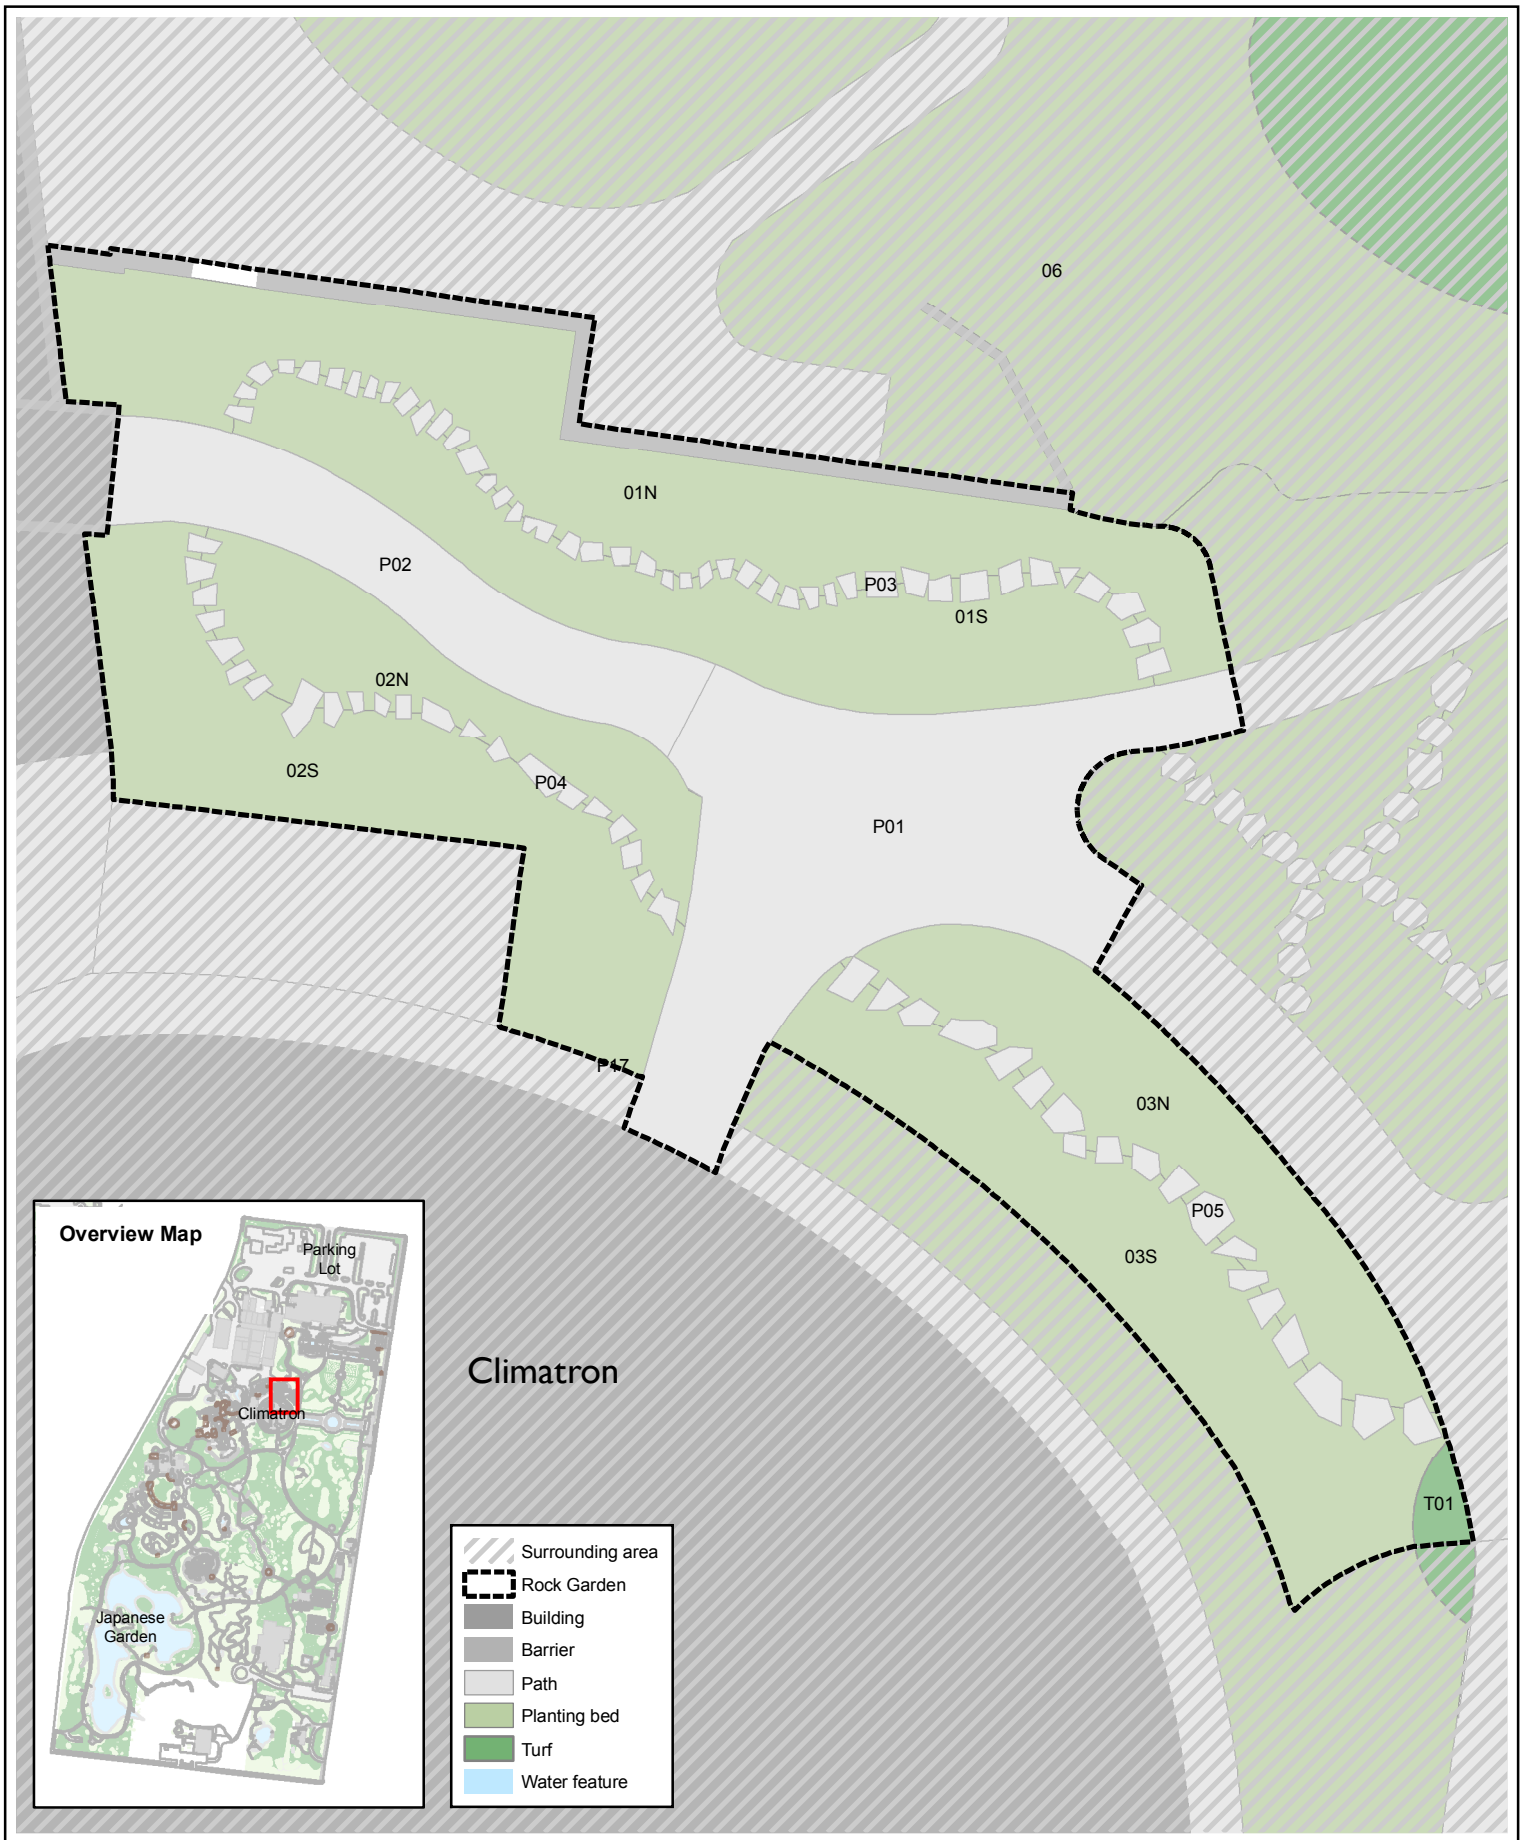 06
01N
P02
P03
01S
02N
02S
P04
P01
P17
03N
P05
03S
Climatron
T01
Overview Map
Parking
Lot
Climatron
Japanese
Garden
Surrounding area
Rock Garden
Building
Barrier
Path
Planting bed
Turf
Water feature